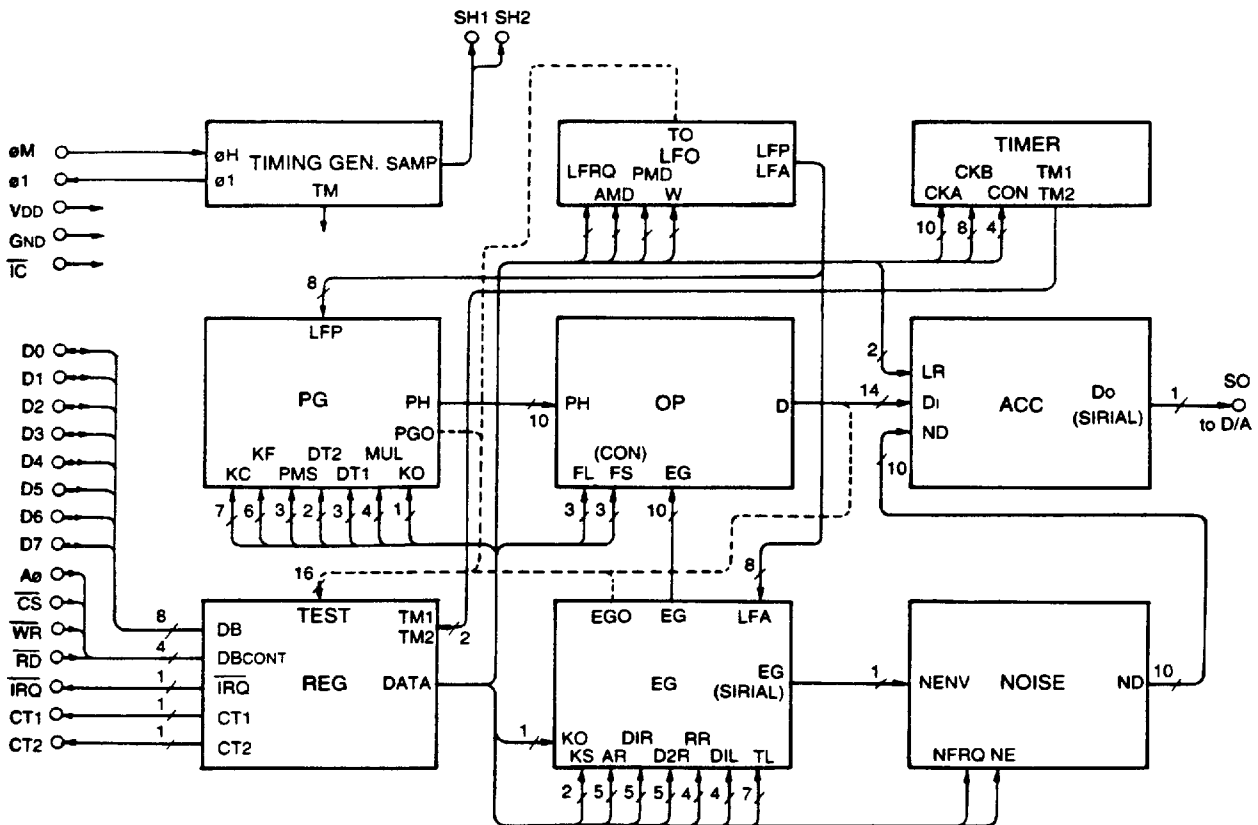 SH1 SH2
øM
ø1
VDD
GND
IC
øH
ø1
TIMING GEN. SAMP
TM
TO
LFO
LFP
LFA
LFRQ
PMD
AMD
W
TIMER
CKB
TM1
CKA
CON
TM2
10
8
4
8
LFP
PG
PH
PGO
KF
DT2
MUL
KC
PMS
DT1
KO
7
6
3
2
3
4
1
10
PH
OP
D
(CON)
FL
FS
EG
3
3
10
14
2
LR
DI
ND
ACC
DO
(SIRIAL)
1
SO
to D/A
10
D0
D1
D2
D3
D4
D5
D6
D7
Aø
CS
WR
RD
IRQ
CT1
CT2
8
4
1
1
1
16
TEST
TM1
TM2
2
DB
DBCONT
IRQ
REG
DATA
CT1
CT2
8
EGO
EG
LFA
EG
EG
(SIRIAL)
1
KO
DIR
RR
KS
AR
D2R
DIL
TL
2
5
5
5
4
4
7
1
NENV
NOISE
ND
10
NFRQ NE